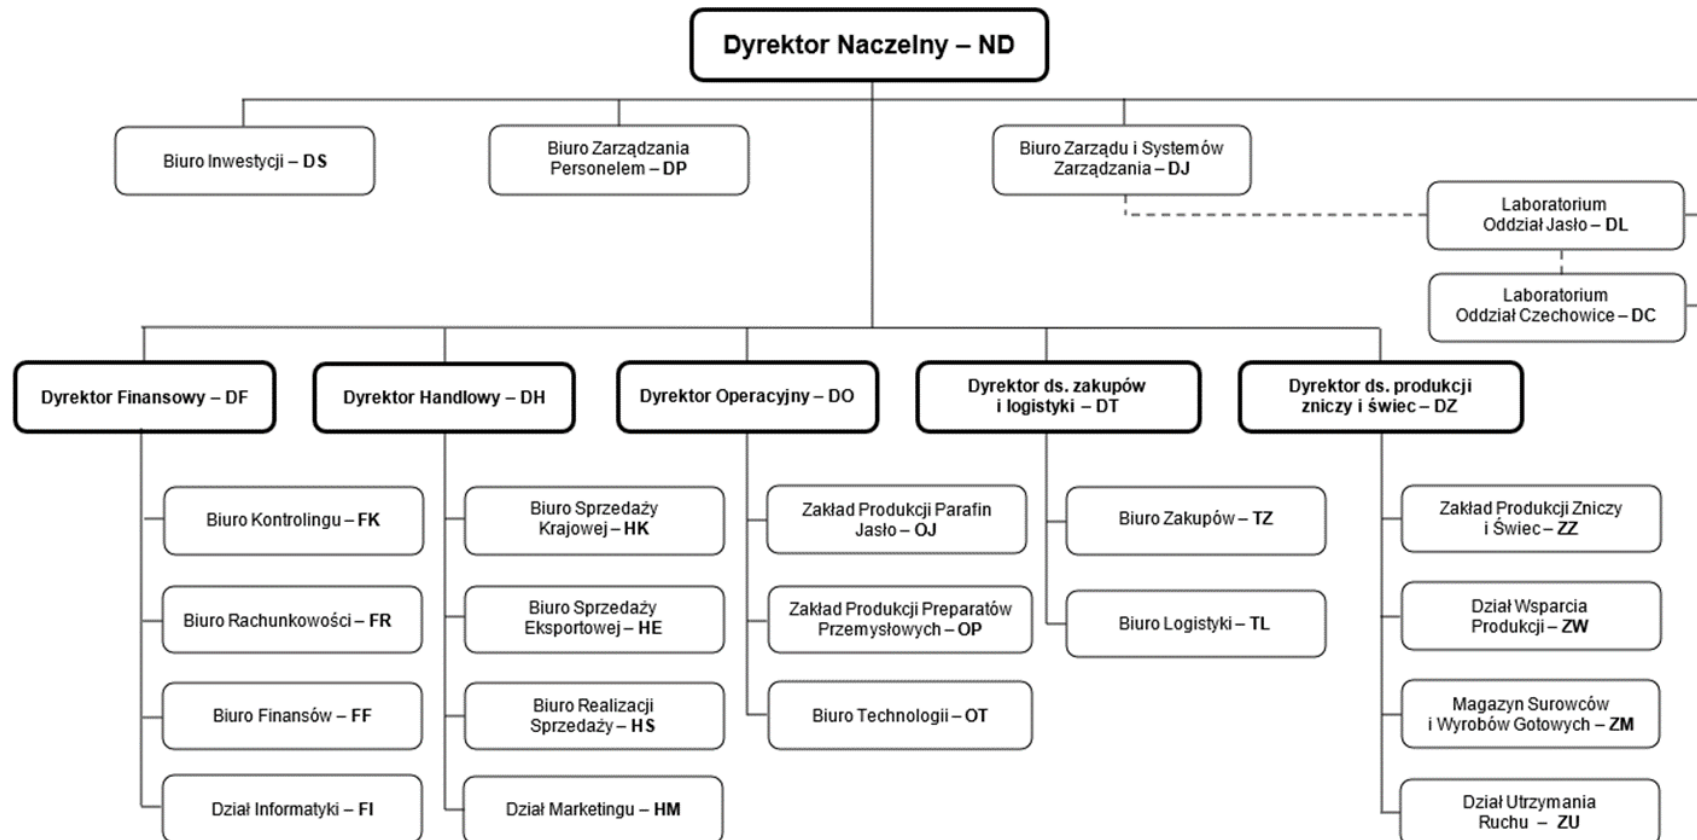 Dyrektor Naczelny – ND
Biuro Inwestycji – DS
Biuro Zarządzania
Personelem – DP
Biuro Zarządu i Systemów
Zarządzania – DJ
Laboratorium
Oddział Jasło – DL
Laboratorium
Oddział Czechowice – DC
Dyrektor Finansowy – DF
Dyrektor Handlowy – DH
Dyrektor Operacyjny – DO
Dyrektor ds. zakupów
i logistyki – DT
Dyrektor ds. produkcji
zniczy i świec – DZ
Biuro Kontrolingu – FK
Biuro Rachunkowości – FR
Biuro Finansów – FF
Dział Informatyki – FI
Biuro Sprzedaży
Krajowej – HK
Biuro Sprzedaży
Eksportowej – HE
Biuro Realizacji
Sprzedaży – HS
Dział Marketingu – HM
Zakład Produkcji Parafin
Jasło – OJ
Zakład Produkcji Preparatów
Przemysłowych – OP
Biuro Technologii – OT
Biuro Zakupów – TZ
Biuro Logistyki – TL
Zakład Produkcji Zniczy
i Świec – ZZ
Dział Wsparcia
Produkcji – ZW
Magazyn Surowców
i Wyrobów Gotowych – ZM
Dział Utrzymania
Ruchu – ZU